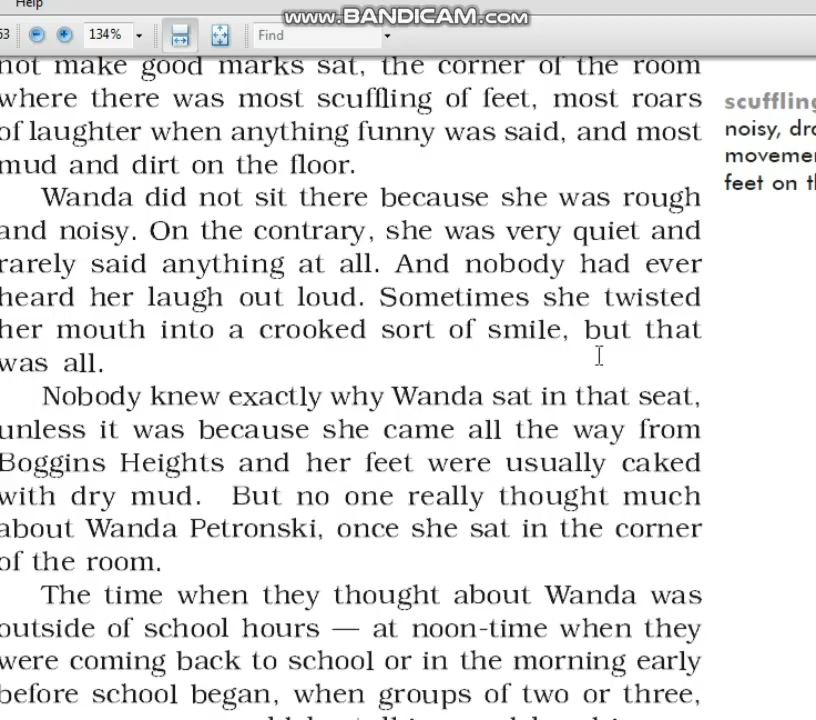 Help
www.BANDICAM.com
63 134% Find
not make good marks sat, the corner of the room
where there was most scuffling of feet, most roars
of laughter when anything funny was said, and most
mud and dirt on the floor.
Wanda did not sit there because she was rough
and noisy. On the contrary, she was very quiet and
rarely said anything at all. And nobody had ever
heard her laugh out loud. Sometimes she twisted
her mouth into a crooked sort of smile, but that
was all.
Nobody knew exactly why Wanda sat in that seat,
unless it was because she came all the way from
Boggins Heights and her feet were usually caked
with dry mud. But no one really thought much
about Wanda Petronski, once she sat in the corner
of the room.
The time when they thought about Wanda was
outside of school hours — at noon-time when they
were coming back to school or in the morning early
before school began, when groups of two or three,
scuffling
noisy, dra
movemen
feet on th